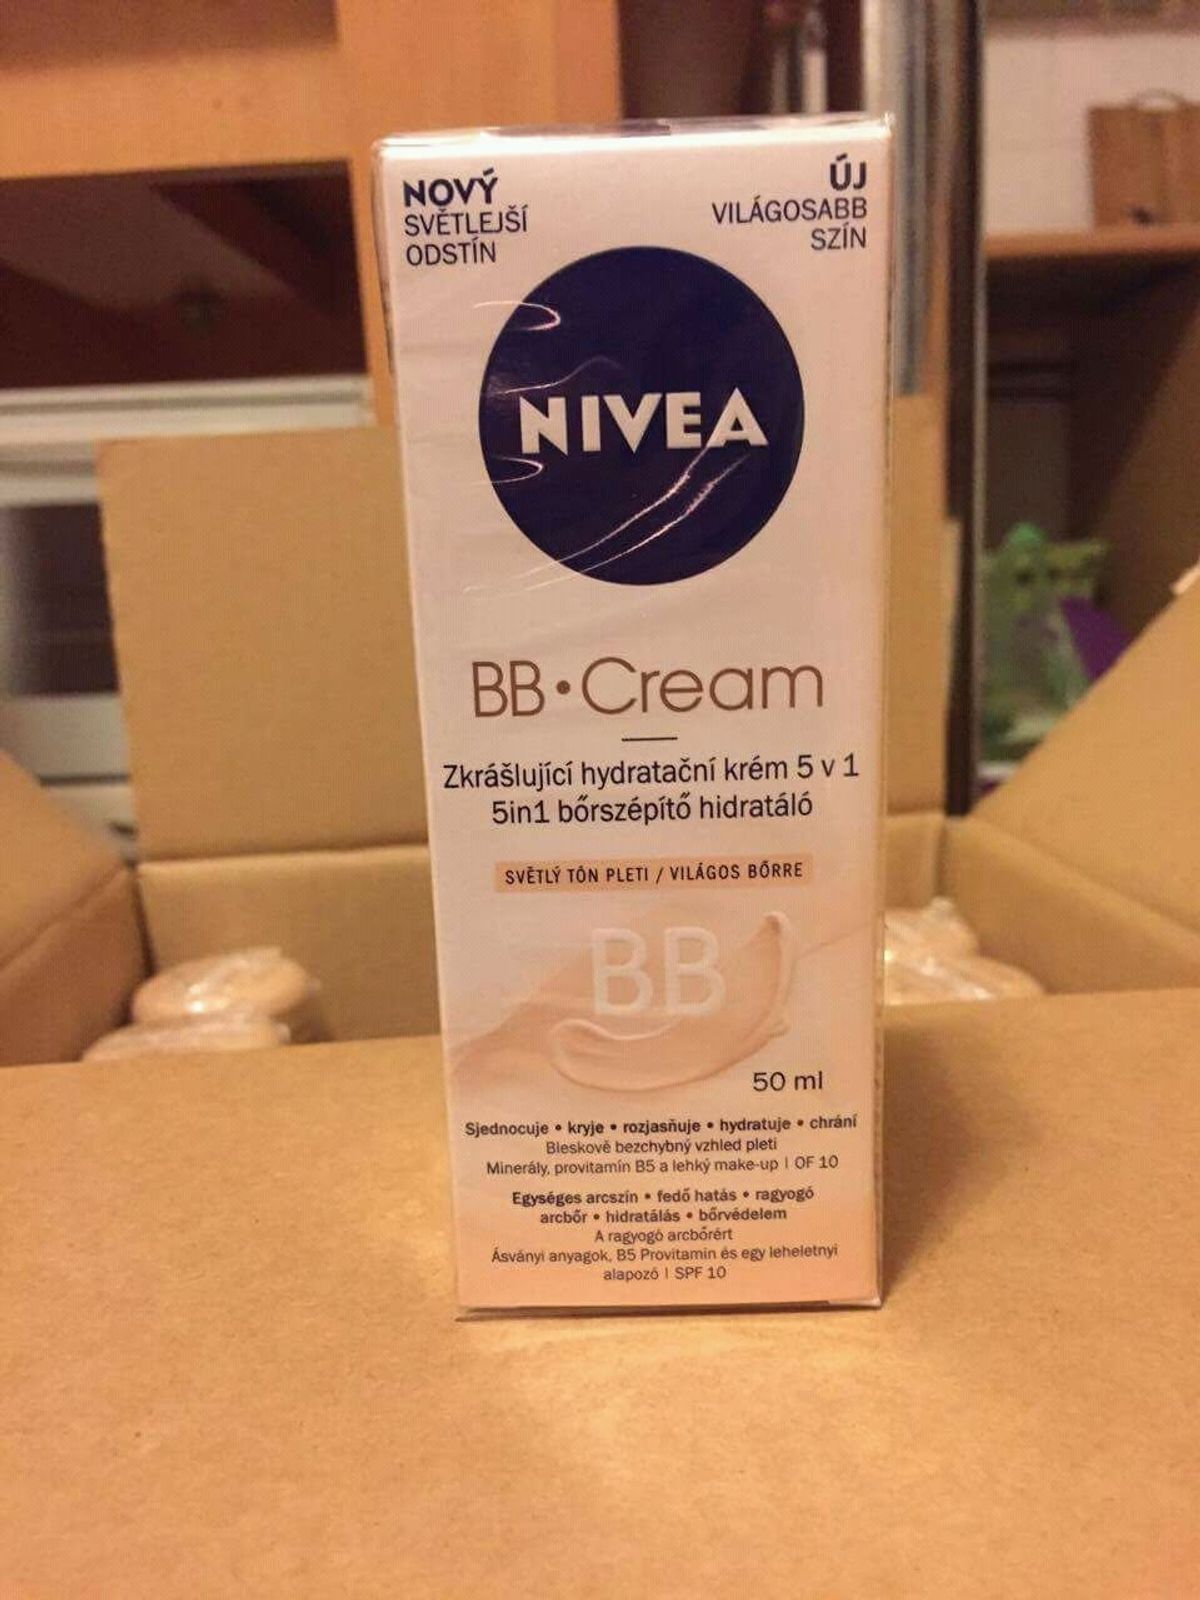 NOVÝ
SVĚTLEJŠÍ
ODSTÍN
ÚJ
VILÁGOSABB
SZÍN
NIVEA
BB • Cream
Zkrášlující hydratační krém 5 v 1
5in1 bőrszépítő hidratáló
SVĚTLÝ TÓN PLETI / VILÁGOS BŐRRE
BB
50 ml
Sjednocuje • kryje • rozjasňuje • hydratuje • chrání
Bleskově bezchybný vzhled pleti
Minerály, provitamín B5 a lehký make-up | OF 10
Egységes arcszín • fedő hatás • ragyogó
arcbőr • hidratálás • bőrvédelem
A ragyogó arcbőrért
Ásványi anyagok, B5 Provitamin és egy leheletnyi
alapozó | SPF 10